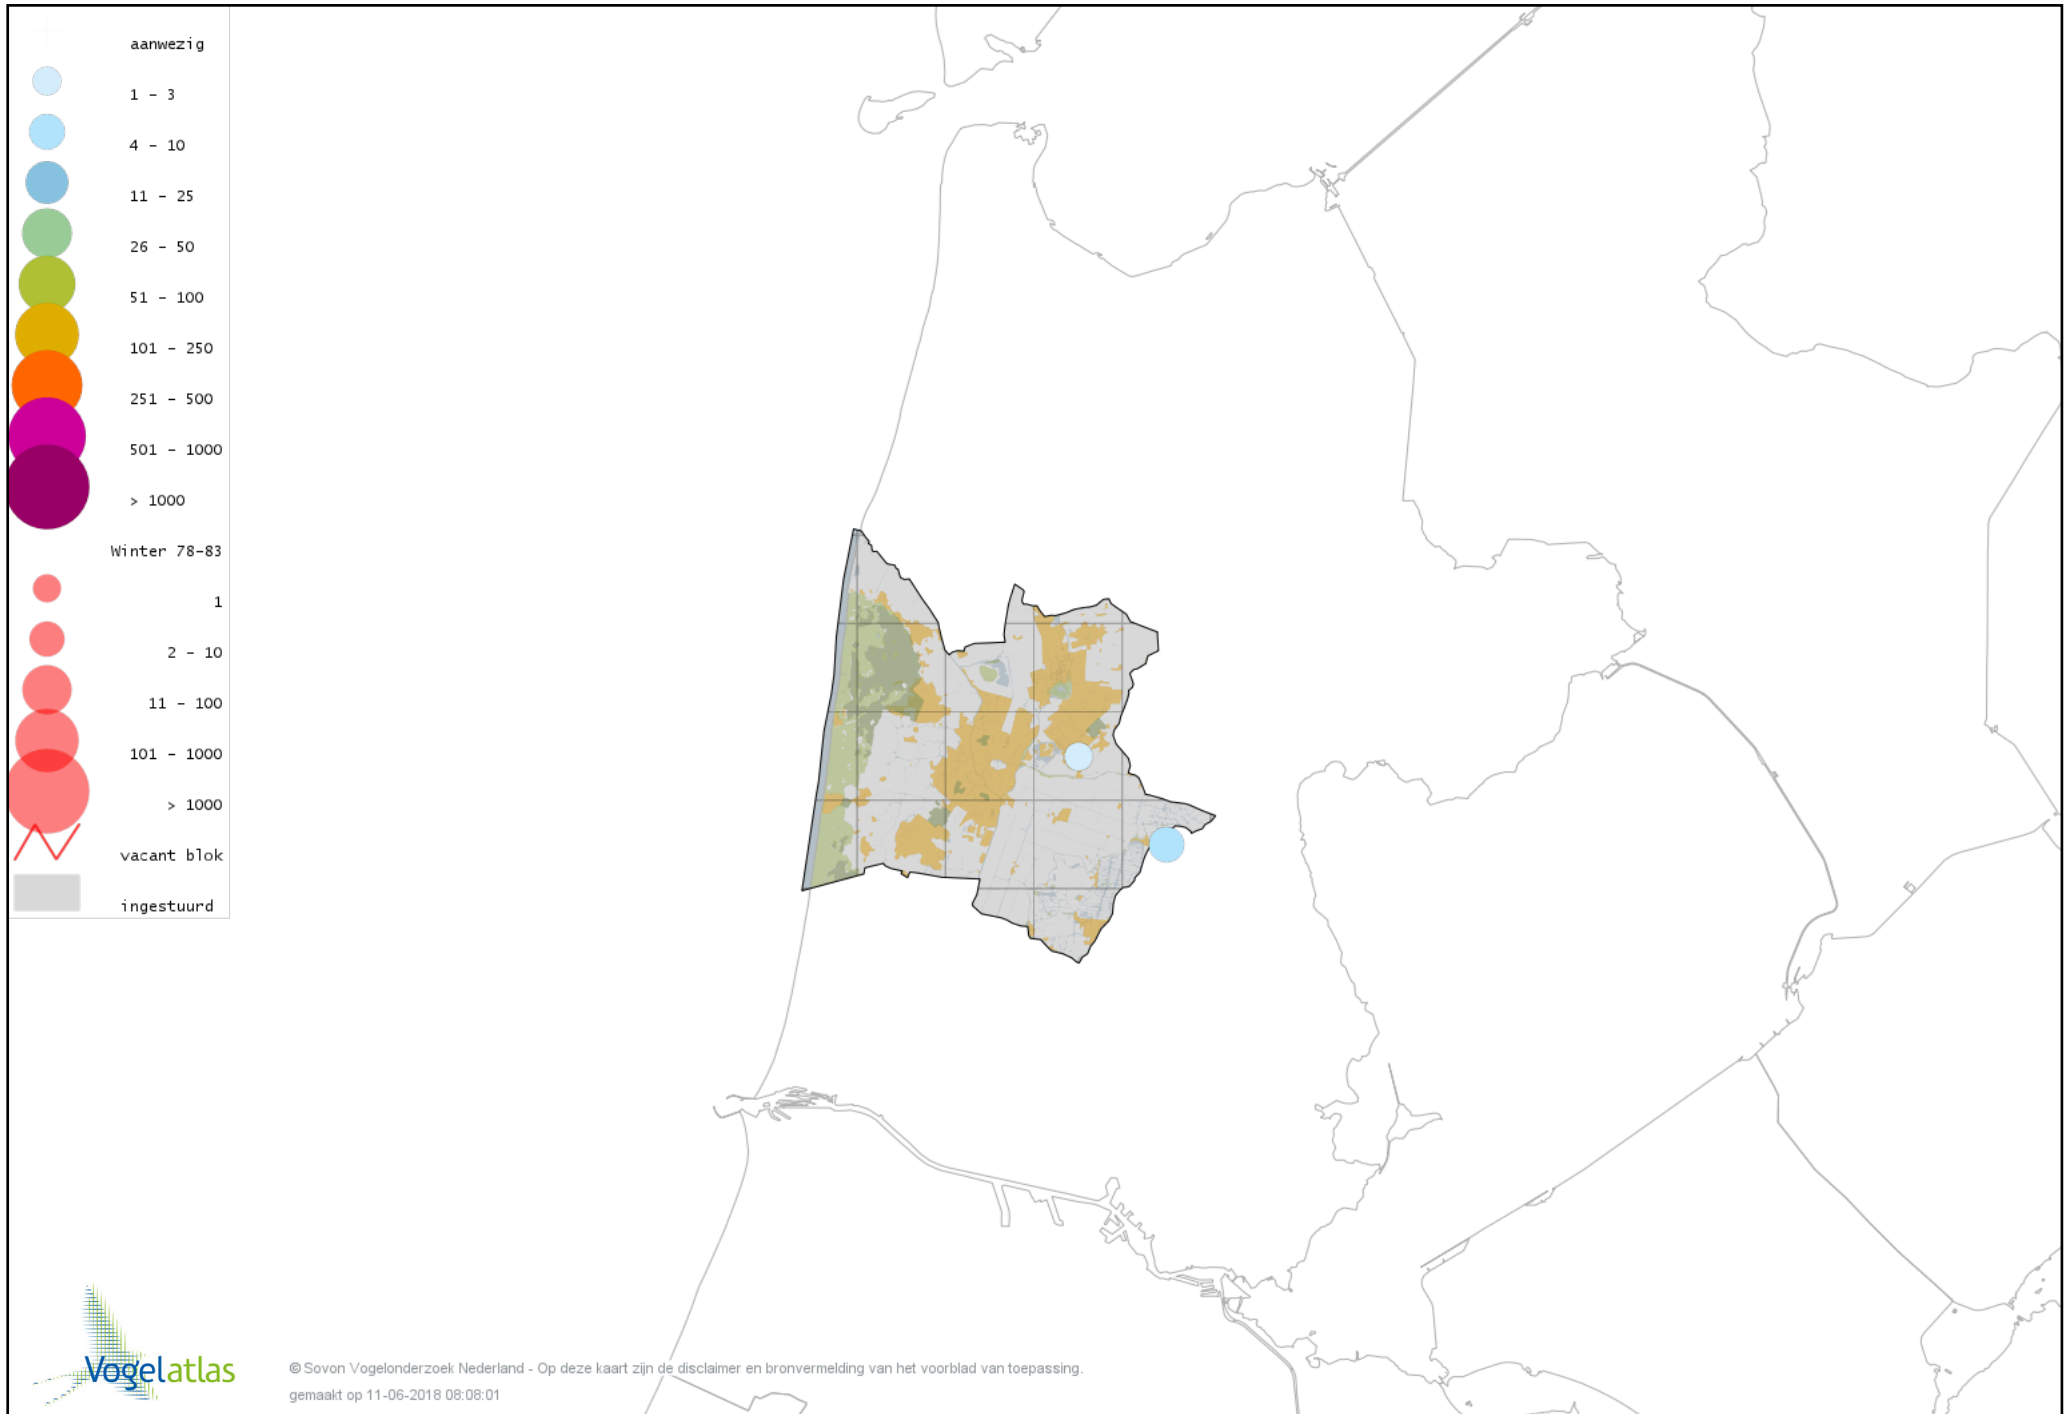 aanwezig
1 - 3
4 - 10
11 - 25
26 - 50
51 - 100
101 - 250
251 - 500
501 - 1000
> 1000
Winter 78-83
1
2 - 10
11 - 100
101 - 1000
> 1000
vacant blok
ingestuurd
Vogelatlas
© Sovon Vogelonderzoek Nederland - Op deze kaart zijn de disclaimer en bronvermelding van het voorblad van toepassing.
gemaakt op 11-06-2018 08:08:01